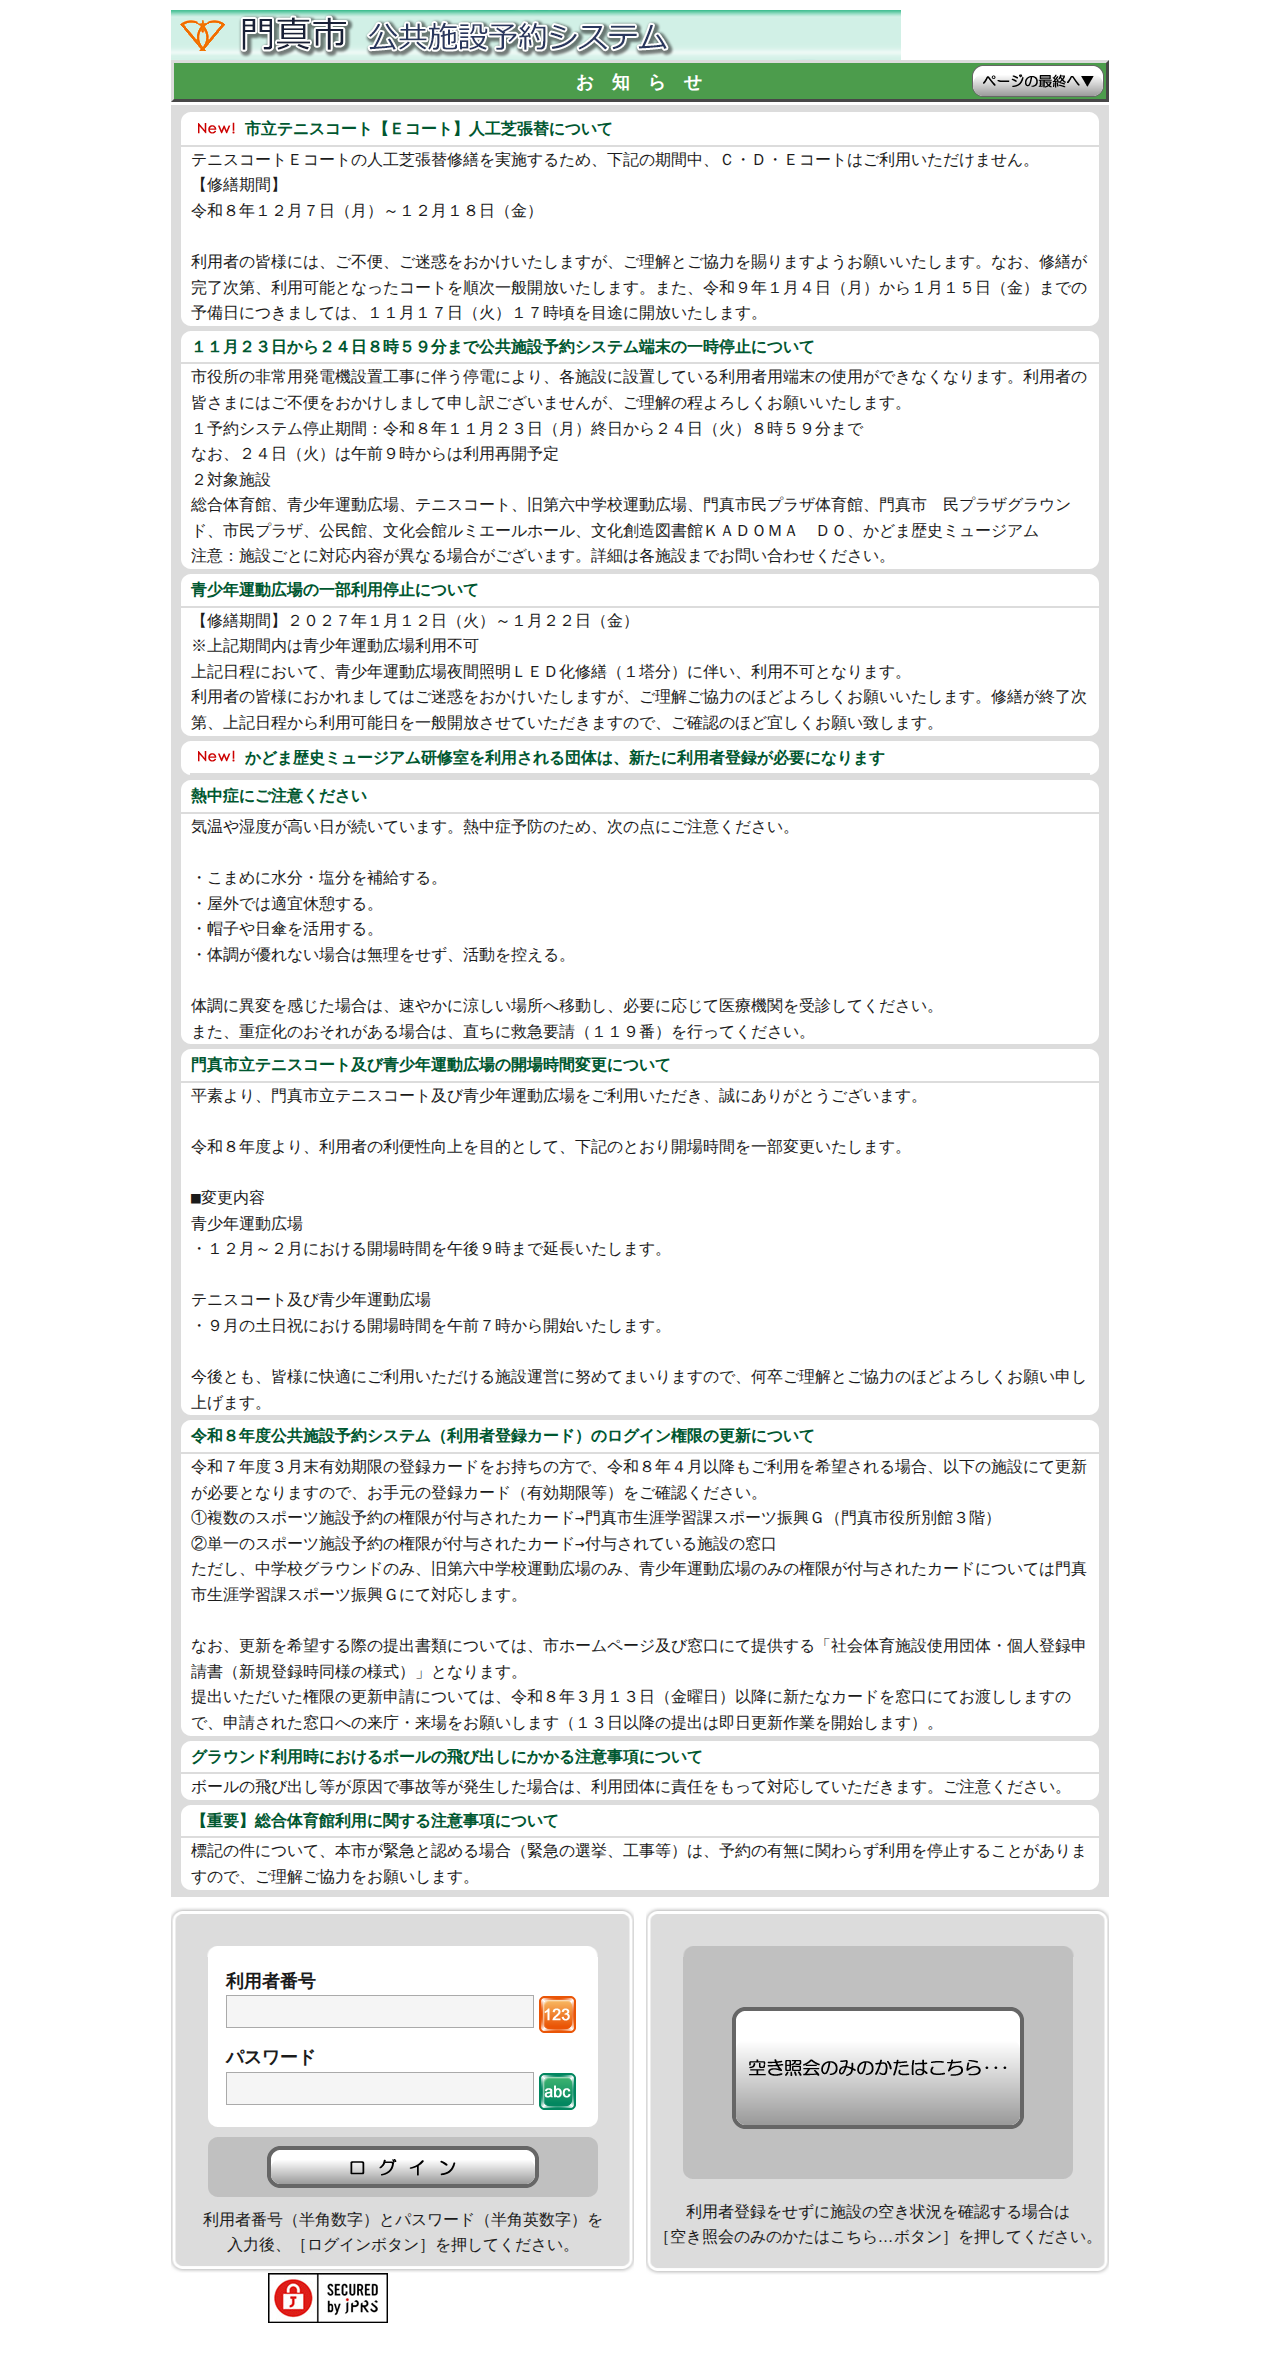 門真市 公共施設予約システム
お 知 ら せ
ページの最終へ▼
New! 市立テニスコート【Ｅコート】人工芝張替について
テニスコートＥコートの人工芝張替修繕を実施するため、下記の期間中、Ｃ・Ｄ・Ｅコートはご利用いただけません。
【修繕期間】
令和８年１２月７日（月）～１２月１８日（金）
利用者の皆様には、ご不便、ご迷惑をおかけいたしますが、ご理解とご協力を賜りますようお願いいたします。なお、修繕が
完了次第、利用可能となったコートを順次一般開放いたします。また、令和９年１月４日（月）から１月１５日（金）までの
予備日につきましては、１１月１７日（火）１７時頃を目途に開放いたします。
１１月２３日から２４日８時５９分まで公共施設予約システム端末の一時停止について
市役所の非常用発電機設置工事に伴う停電により、各施設に設置している利用者用端末の使用ができなくなります。利用者の
皆さまにはご不便をおかけしまして申し訳ございませんが、ご理解の程よろしくお願いいたします。
１予約システム停止期間：令和８年１１月２３日（月）終日から２４日（火）８時５９分まで
なお、２４日（火）は午前９時からは利用再開予定
２対象施設
総合体育館、青少年運動広場、テニスコート、旧第六中学校運動広場、門真市民プラザ体育館、門真市　民プラザグラウン
ド、市民プラザ、公民館、文化会館ルミエールホール、文化創造図書館ＫＡＤＯＭＡ　ＤＯ、かどま歴史ミュージアム
注意：施設ごとに対応内容が異なる場合がございます。詳細は各施設までお問い合わせください。
青少年運動広場の一部利用停止について
【修繕期間】２０２７年１月１２日（火）～１月２２日（金）
※上記期間内は青少年運動広場利用不可
上記日程において、青少年運動広場夜間照明ＬＥＤ化修繕（１塔分）に伴い、利用不可となります。
利用者の皆様におかれましてはご迷惑をおかけいたしますが、ご理解ご協力のほどよろしくお願いいたします。修繕が終了次
第、上記日程から利用可能日を一般開放させていただきますので、ご確認のほど宜しくお願い致します。
New! かどま歴史ミュージアム研修室を利用される団体は、新たに利用者登録が必要になります
熱中症にご注意ください
気温や湿度が高い日が続いています。熱中症予防のため、次の点にご注意ください。
・こまめに水分・塩分を補給する。
・屋外では適宜休憩する。
・帽子や日傘を活用する。
・体調が優れない場合は無理をせず、活動を控える。
体調に異変を感じた場合は、速やかに涼しい場所へ移動し、必要に応じて医療機関を受診してください。
また、重症化のおそれがある場合は、直ちに救急要請（１１９番）を行ってください。
門真市立テニスコート及び青少年運動広場の開場時間変更について
平素より、門真市立テニスコート及び青少年運動広場をご利用いただき、誠にありがとうございます。
令和８年度より、利用者の利便性向上を目的として、下記のとおり開場時間を一部変更いたします。
■変更内容
青少年運動広場
・１２月～２月における開場時間を午後９時まで延長いたします。
テニスコート及び青少年運動広場
・９月の土日祝における開場時間を午前７時から開始いたします。
今後とも、皆様に快適にご利用いただける施設運営に努めてまいりますので、何卒ご理解とご協力のほどよろしくお願い申し
上げます。
令和８年度公共施設予約システム（利用者登録カード）のログイン権限の更新について
令和７年度３月末有効期限の登録カードをお持ちの方で、令和８年４月以降もご利用を希望される場合、以下の施設にて更新
が必要となりますので、お手元の登録カード（有効期限等）をご確認ください。
①複数のスポーツ施設予約の権限が付与されたカード→門真市生涯学習課スポーツ振興Ｇ（門真市役所別館３階）
②単一のスポーツ施設予約の権限が付与されたカード→付与されている施設の窓口
ただし、中学校グラウンドのみ、旧第六中学校運動広場のみ、青少年運動広場のみの権限が付与されたカードについては門真
市生涯学習課スポーツ振興Ｇにて対応します。
なお、更新を希望する際の提出書類については、市ホームページ及び窓口にて提供する「社会体育施設使用団体・個人登録申
請書（新規登録時同様の様式）」となります。
提出いただいた権限の更新申請については、令和８年３月１３日（金曜日）以降に新たなカードを窓口にてお渡ししますの
で、申請された窓口への来庁・来場をお願いします（１３日以降の提出は即日更新作業を開始します）。
グラウンド利用時におけるボールの飛び出しにかかる注意事項について
ボールの飛び出し等が原因で事故等が発生した場合は、利用団体に責任をもって対応していただきます。ご注意ください。
【重要】総合体育館利用に関する注意事項について
標記の件について、本市が緊急と認める場合（緊急の選挙、工事等）は、予約の有無に関わらず利用を停止することがありま
すので、ご理解ご協力をお願いします。
利用者番号
123
パスワード
abc
ロ グ イ ン
利用者番号（半角数字）とパスワード（半角英数字）を
入力後、［ログインボタン］を押してください。
空き照会のみのかたはこちら･･･
利用者登録をせずに施設の空き状況を確認する場合は
［空き照会のみのかたはこちら…ボタン］を押してください。
SECURED
by JPRS